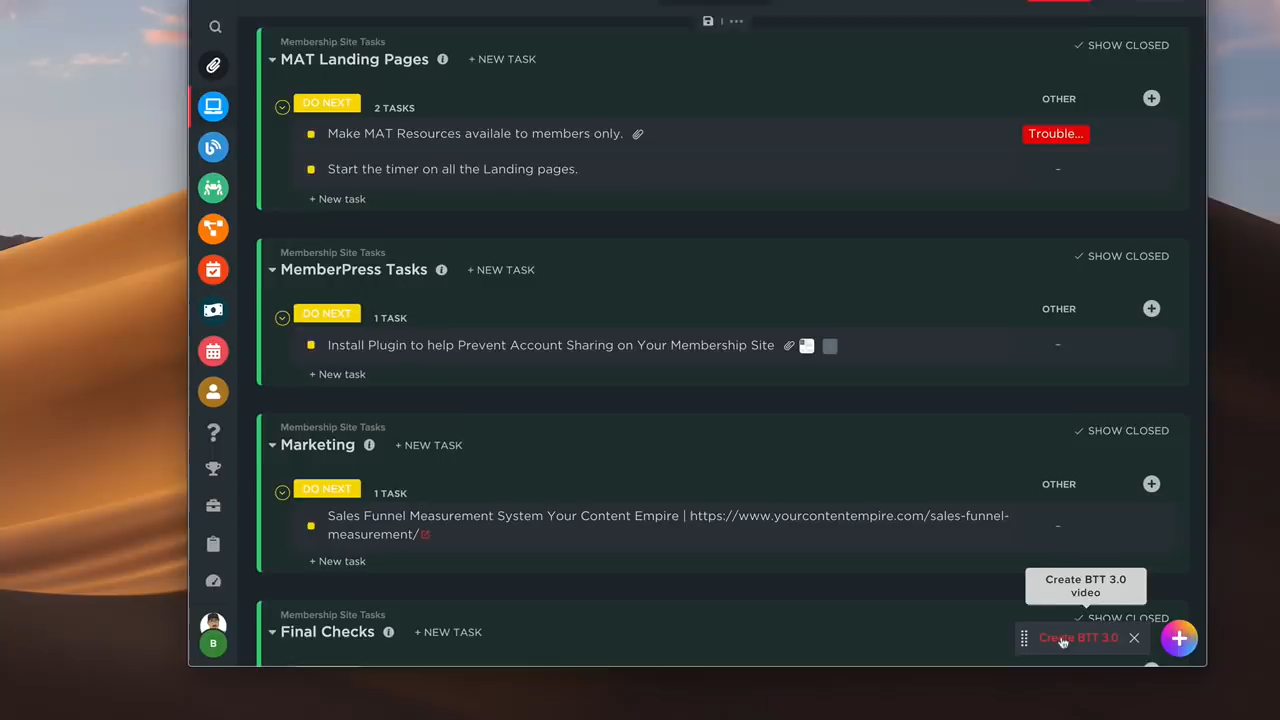 Membership Site Tasks
MAT Landing Pages
+ NEW TASK
SHOW CLOSED
DO NEXT
2 TASKS
OTHER
Make MAT Resources availale to members only.
Trouble...
Start the timer on all the Landing pages.
-
+ New task
Membership Site Tasks
MemberPress Tasks
+ NEW TASK
SHOW CLOSED
DO NEXT
1 TASK
OTHER
Install Plugin to help Prevent Account Sharing on Your Membership Site
-
+ New task
Membership Site Tasks
Marketing
+ NEW TASK
SHOW CLOSED
DO NEXT
1 TASK
OTHER
Sales Funnel Measurement System Your Content Empire | https://www.yourcontentempire.com/sales-funnel-
measurement/
-
+ New task
Create BTT 3.0
video
Membership Site Tasks
Final Checks
+ NEW TASK
SHOW CLOSED
Create BTT 3.0
B